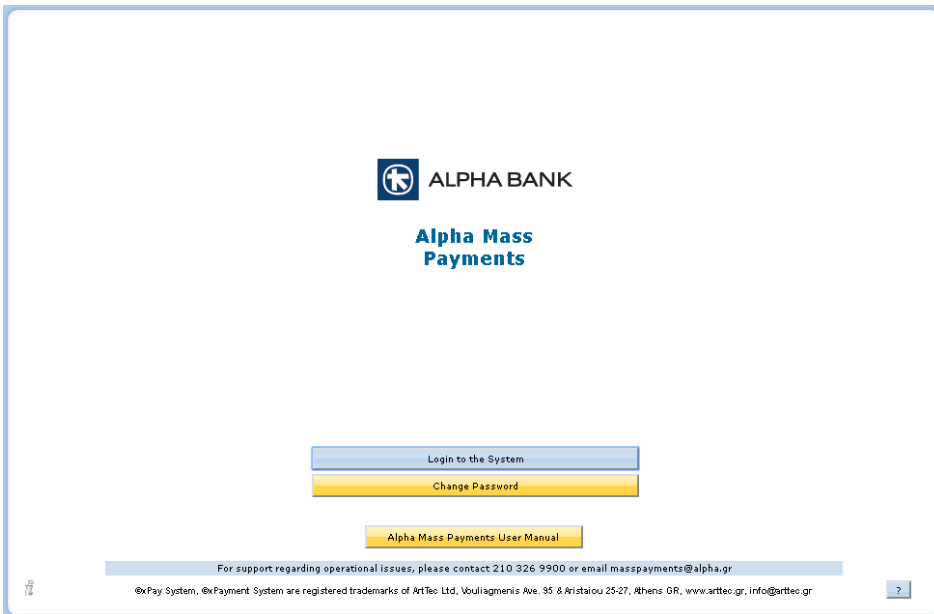 ALPHA BANK
Alpha Mass
Payments
Login to the System
Change Password
Alpha Mass Payments User Manual
For support regarding operational issues, please contact 210 326 9900 or email masspayments@alpha.gr
i
©xPay System, ©xPayment System are registered trademarks of ArtTec Ltd, Vouliagmenis Ave. 95 & Aristaiou 25-27, Athens GR, www.arttec.gr, info@arttec.gr
?